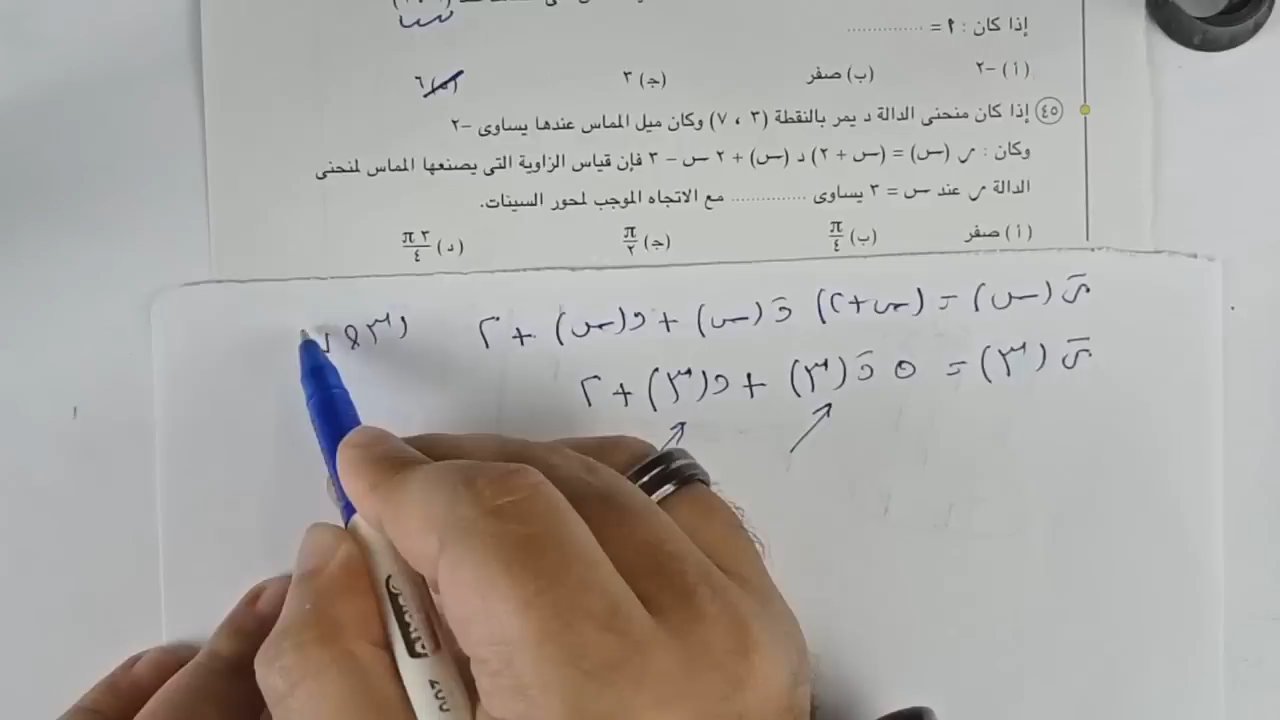 إذا كان : ٢ = ..............
(أ) -٢ (ب) صفر (جـ) ٣ (د) ٦
٤٥ إذا كان منحنى الدالة د يمر بالنقطة (٣ ، ٧) وكان ميل المماس عندها يساوى -٢
وكان : ﺭ (س) = (س + ٢) د (س) + ٢ س - ٣ فإن قياس الزاوية التى يصنعها المماس لمنحنى
الدالة ﺭ عند س = ٣ يساوى .............. مع الاتجاه الموجب لمحور السينات.
(أ) صفر (ب) π/٤ (جـ) π/٢ (د) ٣π/٤
رَ (س) = (س+٢) دَ (س) + د(س) + ٢
(٣،
رَ (٣) = ٥ دَ (٣) + د(٣) + ٢